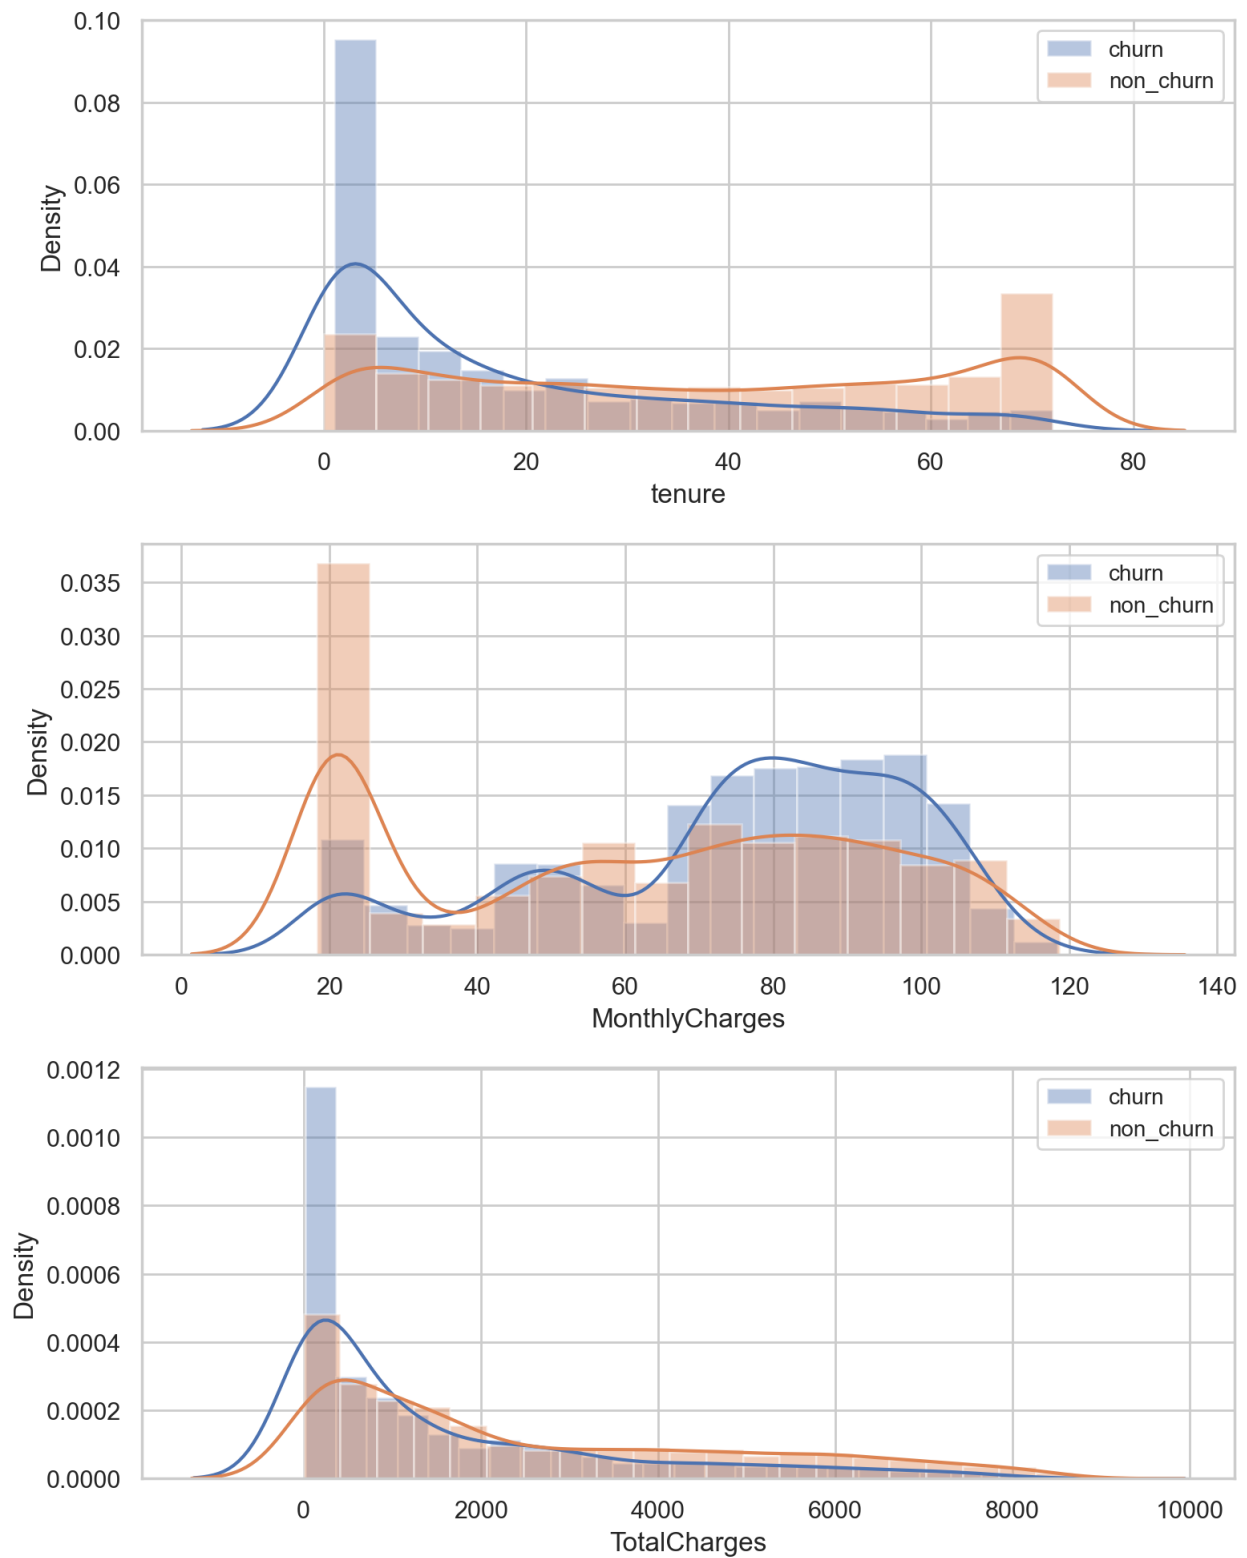 0.10
0.08
0.06
0.04
0.02
0.00
Density
churn
non_churn
0 20 40 60 80
tenure
0.035
0.030
0.025
0.020
0.015
0.010
0.005
0.000
Density
churn
non_churn
0 20 40 60 80 100 120 140
MonthlyCharges
0.0012
0.0010
0.0008
0.0006
0.0004
0.0002
0.0000
Density
churn
non_churn
0 2000 4000 6000 8000 10000
TotalCharges